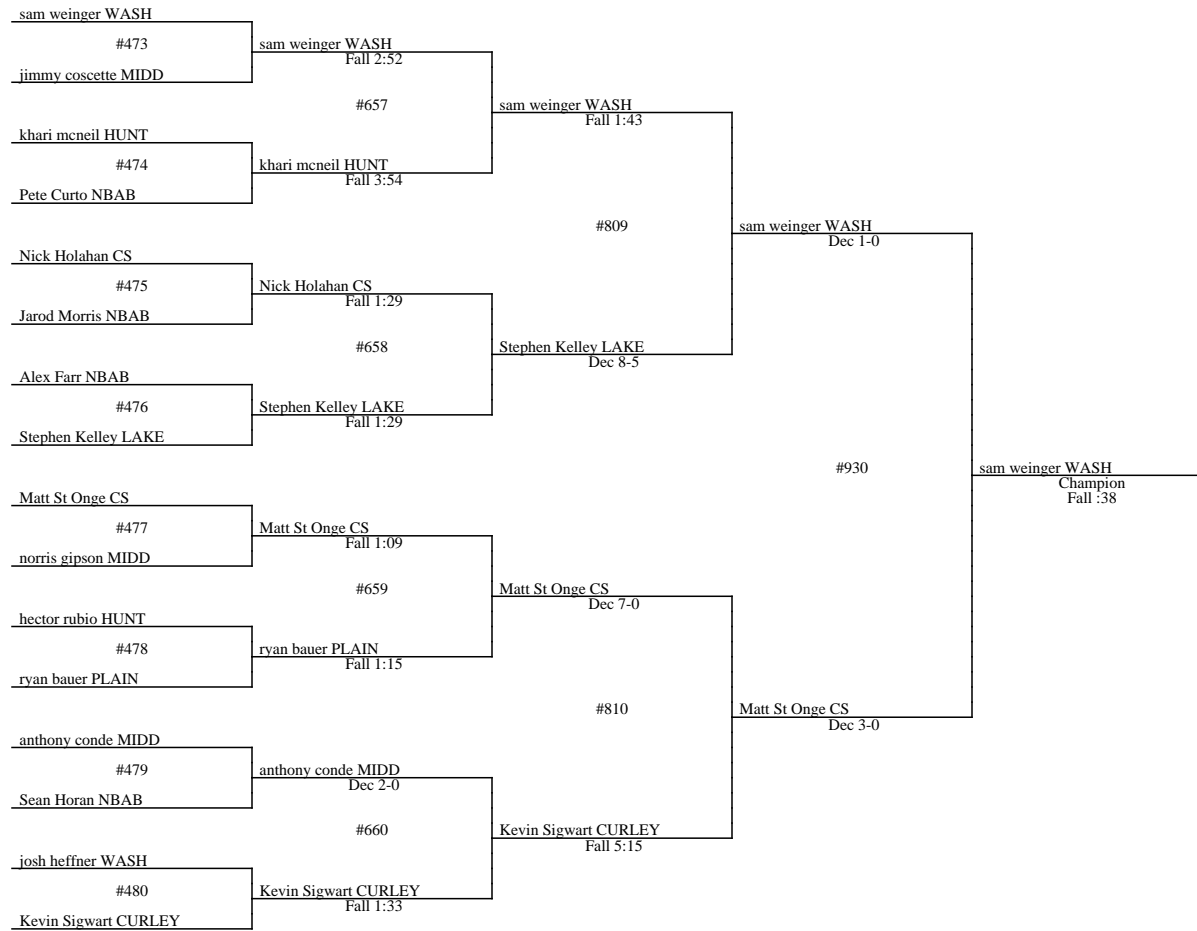 sam weinger WASH
#473
sam weinger WASH
jimmy coscette MIDD
Fall 2:52
#657
sam weinger WASH
khari mcneil HUNT
Fall 1:43
#474
khari mcneil HUNT
Pete Curto NBAB
Fall 3:54
#809
sam weinger WASH
Nick Holahan CS
Dec 1-0
#475
Nick Holahan CS
Jarod Morris NBAB
Fall 1:29
#658
Stephen Kelley LAKE
Alex Farr NBAB
Dec 8-5
#476
Stephen Kelley LAKE
Stephen Kelley LAKE
Fall 1:29
#930
sam weinger WASH
Champion
Fall :38
Matt St Onge CS
#477
Matt St Onge CS
norris gipson MIDD
Fall 1:09
#659
Matt St Onge CS
hector rubio HUNT
Dec 7-0
#478
ryan bauer PLAIN
ryan bauer PLAIN
Fall 1:15
#810
Matt St Onge CS
anthony conde MIDD
Dec 3-0
#479
anthony conde MIDD
Sean Horan NBAB
Dec 2-0
#660
Kevin Sigwart CURLEY
josh heffner WASH
Fall 5:15
#480
Kevin Sigwart CURLEY
Kevin Sigwart CURLEY
Fall 1:33